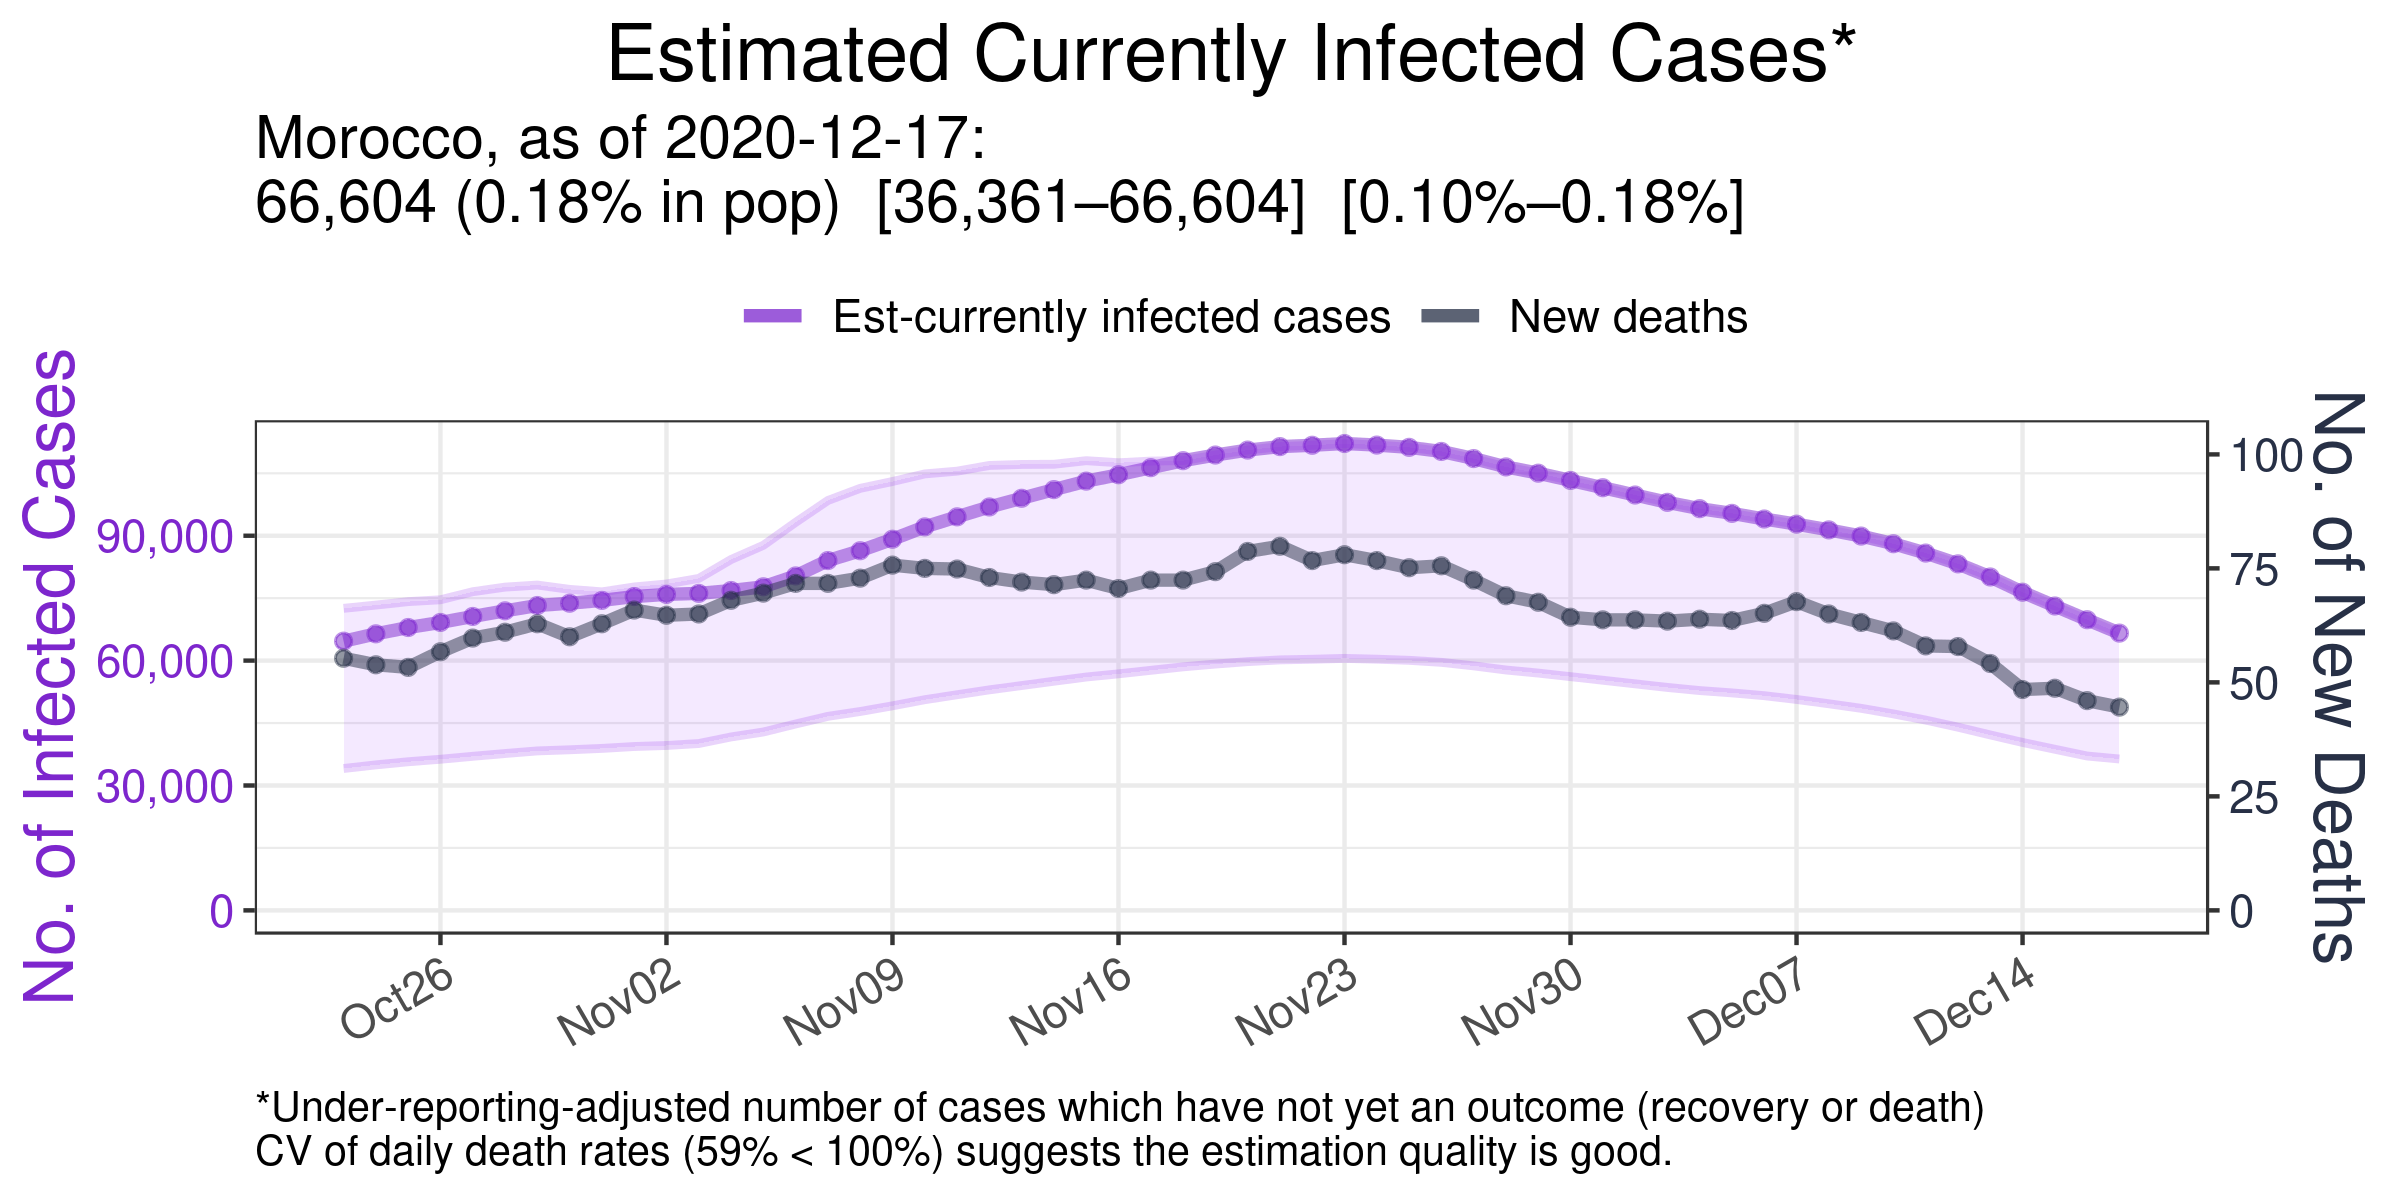 Estimated Currently Infected Cases*
Morocco, as of 2020-12-17:
66,604 (0.18% in pop)  [36,361–66,604]  [0.10%–0.18%]
Est-currently infected cases
New deaths
No. of Infected Cases
90,000
60,000
30,000
0
100
75
50
25
0
No. of New Deaths
Oct26
Nov02
Nov09
Nov16
Nov23
Nov30
Dec07
Dec14
*Under-reporting-adjusted number of cases which have not yet an outcome (recovery or death)
CV of daily death rates (59% < 100%) suggests the estimation quality is good.